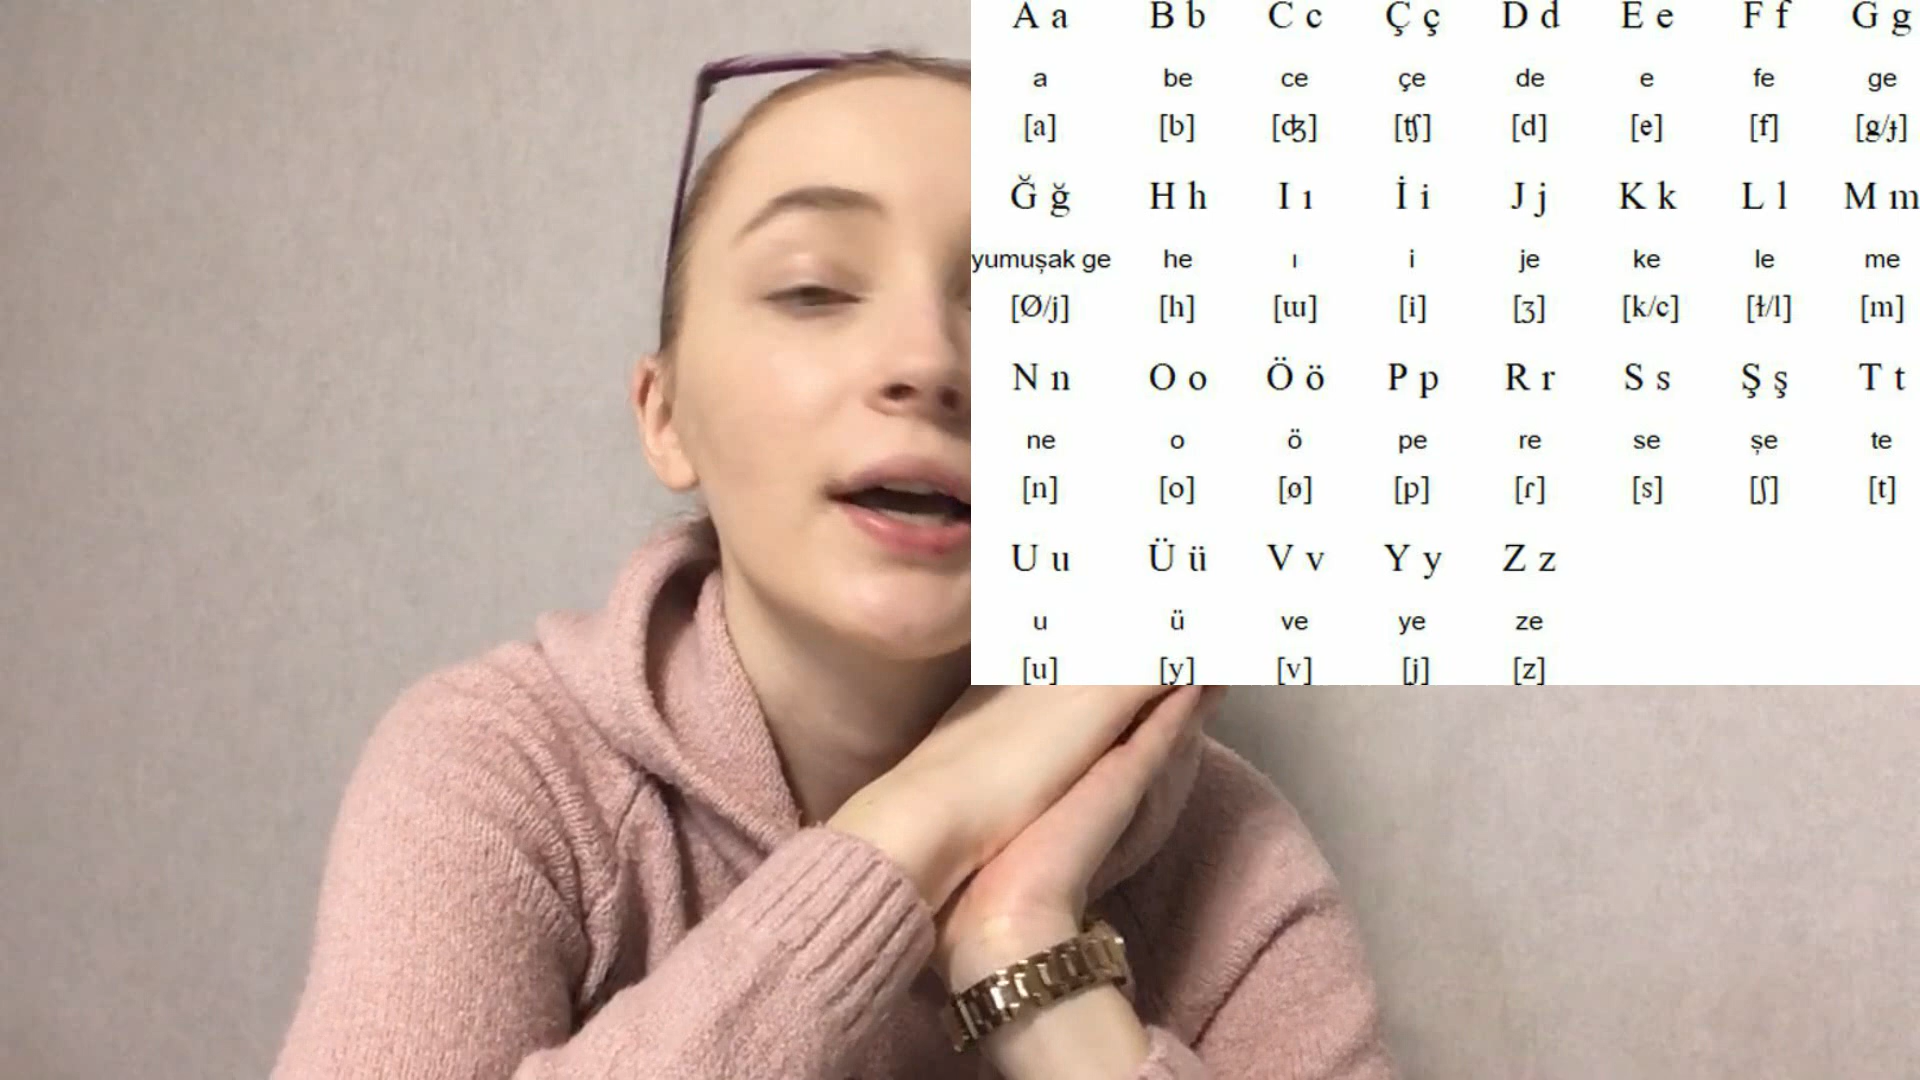 A a B b C c Ç ç D d E e F f G g
a be ce çe de e fe ge
[a] [b] [ʤ] [ʧ] [d] [e] [f] [g/ɟ]
Ğ ğ H h I ı İ i J j K k L l M m
yumuşak ge he ı i je ke le me
[Ø/j] [h] [ɯ] [i] [ʒ] [k/c] [ɫ/l] [m]
N n O o Ö ö P p R r S s Ş ş T t
ne o ö pe re se şe te
[n] [o] [ø] [p] [ɾ] [s] [ʃ] [t]
U u Ü ü V v Y y Z z
u ü ve ye ze
[u] [y] [v] [j] [z]